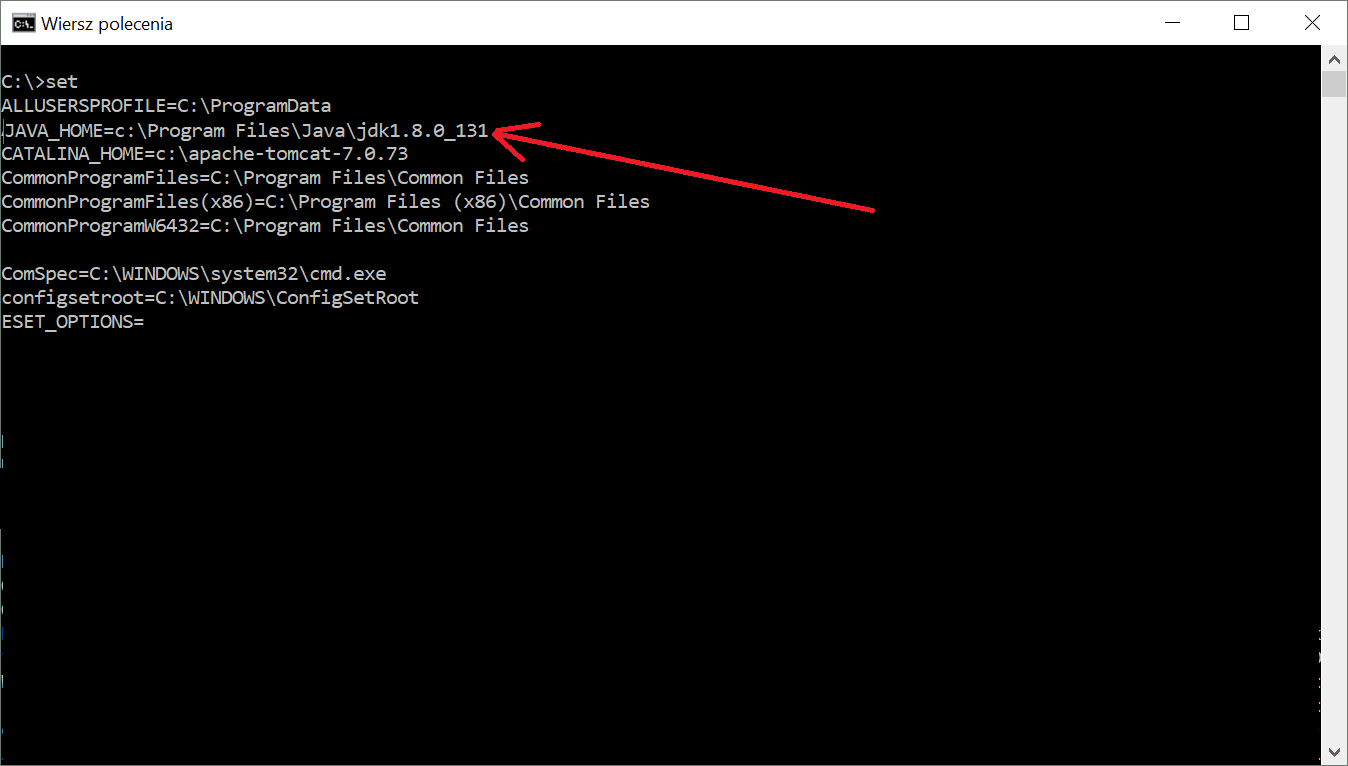 Wiersz polecenia
C:\>set
ALLUSERSPROFILE=C:\ProgramData
JAVA_HOME=c:\Program Files\Java\jdk1.8.0_131
CATALINA_HOME=c:\apache-tomcat-7.0.73
CommonProgramFiles=C:\Program Files\Common Files
CommonProgramFiles(x86)=C:\Program Files (x86)\Common Files
CommonProgramW6432=C:\Program Files\Common Files
ComSpec=C:\WINDOWS\system32\cmd.exe
configsetroot=C:\WINDOWS\ConfigSetRoot
ESET_OPTIONS=